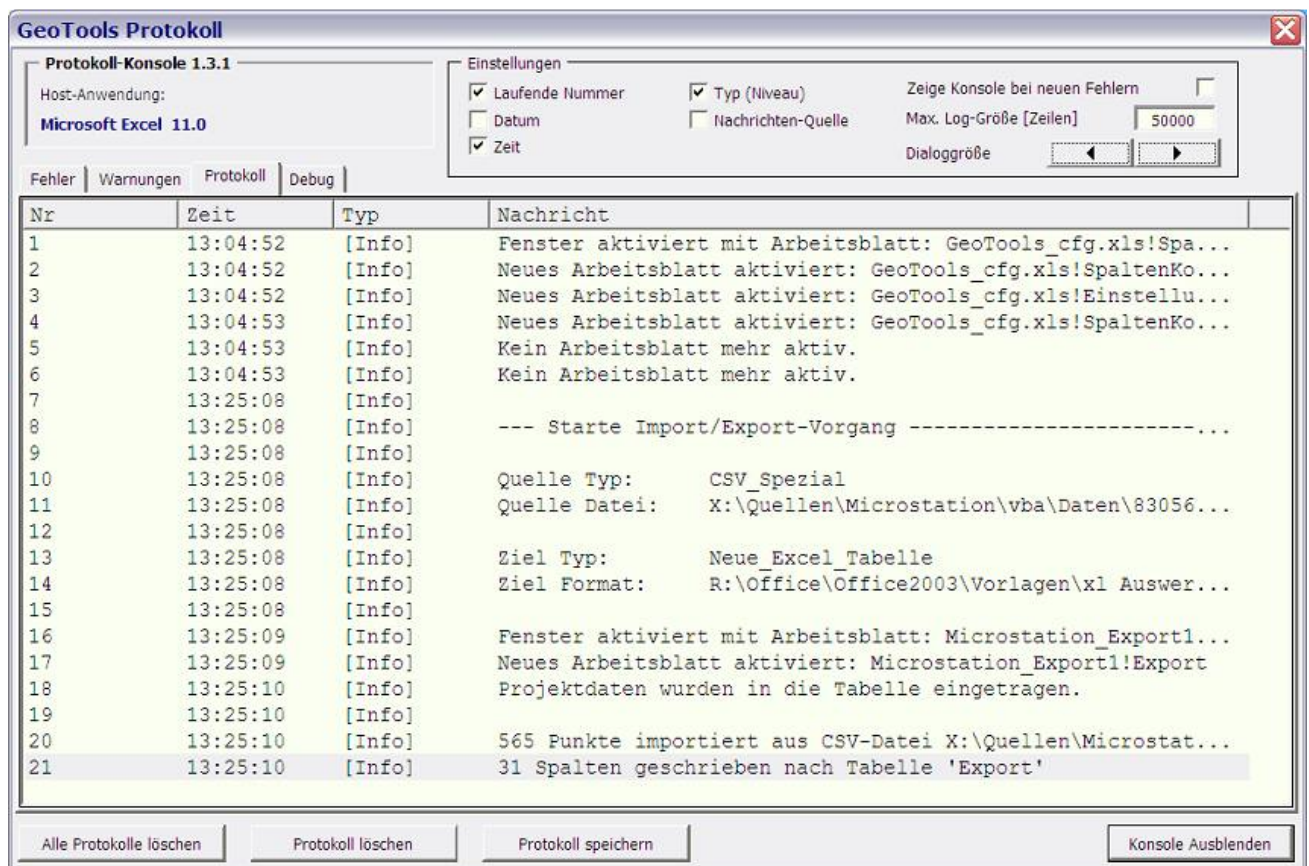 GeoTools Protokoll
Protokoll-Konsole 1.3.1
Host-Anwendung:
Microsoft Excel 11.0
Einstellungen
Laufende Nummer
Datum
Zeit
Typ (Niveau)
Nachrichten-Quelle
Zeige Konsole bei neuen Fehlern
Max. Log-Größe [Zeilen] 50000
Dialoggröße
Fehler Warnungen Protokoll Debug
Nr Zeit Typ Nachricht
1 13:04:52 [Info] Fenster aktiviert mit Arbeitsblatt: GeoTools_cfg.xls!Spa...
2 13:04:52 [Info] Neues Arbeitsblatt aktiviert: GeoTools_cfg.xls!SpaltenKo...
3 13:04:52 [Info] Neues Arbeitsblatt aktiviert: GeoTools_cfg.xls!Einstellu...
4 13:04:53 [Info] Neues Arbeitsblatt aktiviert: GeoTools_cfg.xls!SpaltenKo...
5 13:04:53 [Info] Kein Arbeitsblatt mehr aktiv.
6 13:04:53 [Info] Kein Arbeitsblatt mehr aktiv.
7 13:25:08 [Info]
8 13:25:08 [Info] --- Starte Import/Export-Vorgang -----------------------...
9 13:25:08 [Info]
10 13:25:08 [Info] Quelle Typ: CSV_Spezial
11 13:25:08 [Info] Quelle Datei: X:\Quellen\Microstation\vba\Daten\83056...
12 13:25:08 [Info]
13 13:25:08 [Info] Ziel Typ: Neue_Excel_Tabelle
14 13:25:08 [Info] Ziel Format: R:\Office\Office2003\Vorlagen\xl Auswer...
15 13:25:08 [Info]
16 13:25:09 [Info] Fenster aktiviert mit Arbeitsblatt: Microstation_Export1...
17 13:25:09 [Info] Neues Arbeitsblatt aktiviert: Microstation_Export1!Export
18 13:25:10 [Info] Projektdaten wurden in die Tabelle eingetragen.
19 13:25:10 [Info]
20 13:25:10 [Info] 565 Punkte importiert aus CSV-Datei X:\Quellen\Microstat...
21 13:25:10 [Info] 31 Spalten geschrieben nach Tabelle 'Export'
Alle Protokolle löschen Protokoll löschen Protokoll speichern Konsole Ausblenden